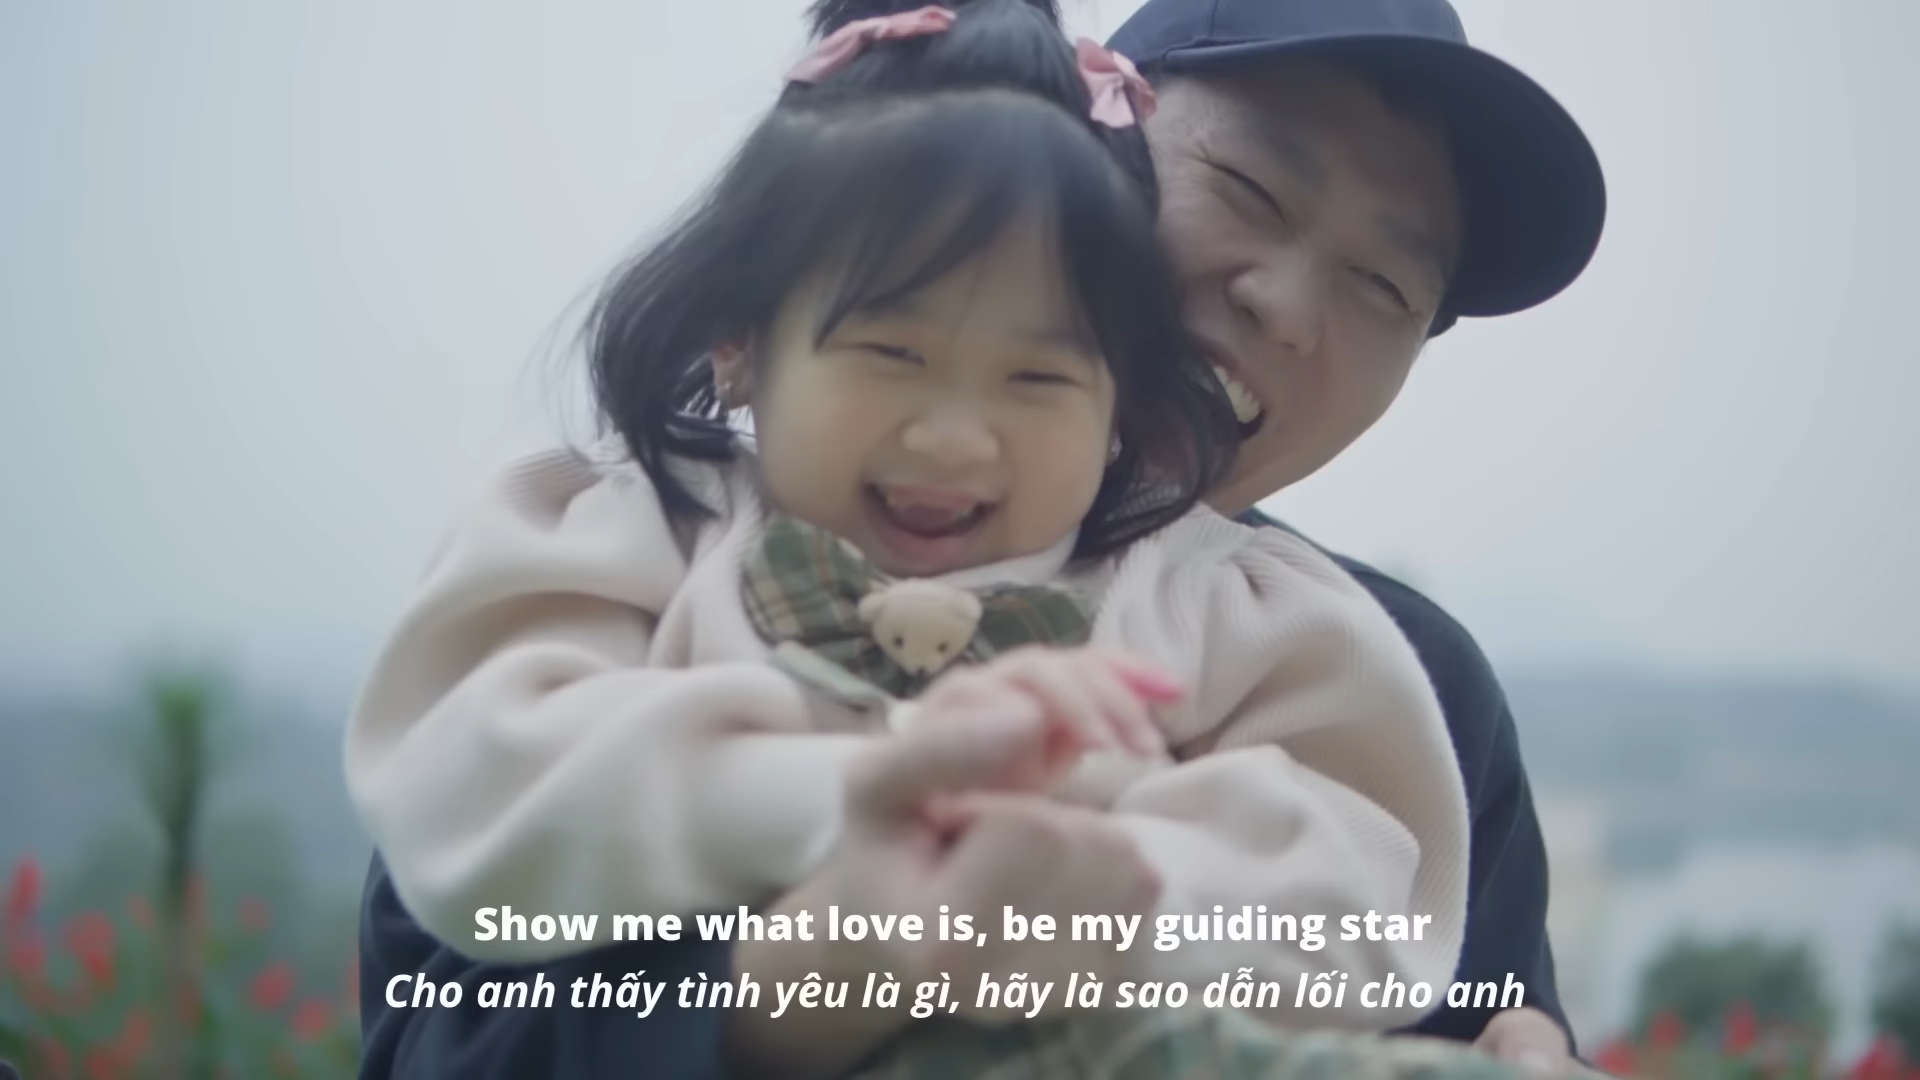 Show me what love is, be my guiding star
Cho anh thấy tình yêu là gì, hãy là sao dẫn lối cho anh